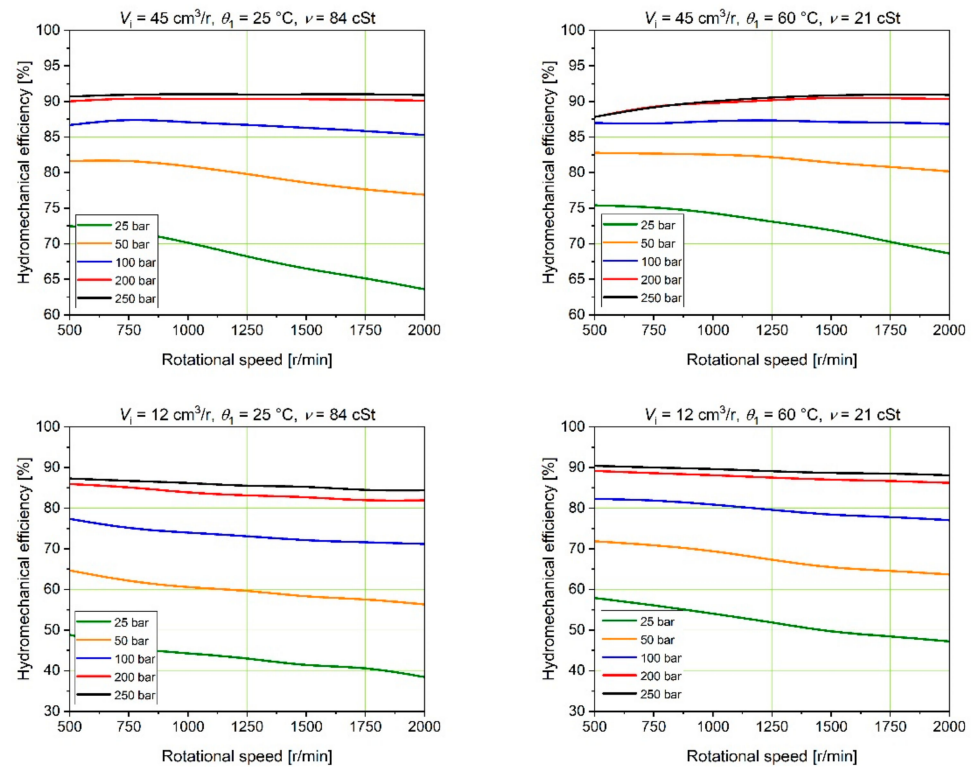 Vi = 45 cm³/r, θ1 = 25 °C, ν = 84 cSt
Hydromechanical efficiency [%]
100
95
90
85
80
75
70
65
60
25 bar
50 bar
100 bar
200 bar
250 bar
500 750 1000 1250 1500 1750 2000
Rotational speed [r/min]
Vi = 45 cm³/r, θ1 = 60 °C, ν = 21 cSt
Hydromechanical efficiency [%]
100
95
90
85
80
75
70
65
60
25 bar
50 bar
100 bar
200 bar
250 bar
500 750 1000 1250 1500 1750 2000
Rotational speed [r/min]
Vi = 12 cm³/r, θ1 = 25 °C, ν = 84 cSt
Hydromechanical efficiency [%]
100
90
80
70
60
50
40
30
25 bar
50 bar
100 bar
200 bar
250 bar
500 750 1000 1250 1500 1750 2000
Rotational speed [r/min]
Vi = 12 cm³/r, θ1 = 60 °C, ν = 21 cSt
Hydromechanical efficiency [%]
100
90
80
70
60
50
40
30
25 bar
50 bar
100 bar
200 bar
250 bar
500 750 1000 1250 1500 1750 2000
Rotational speed [r/min]